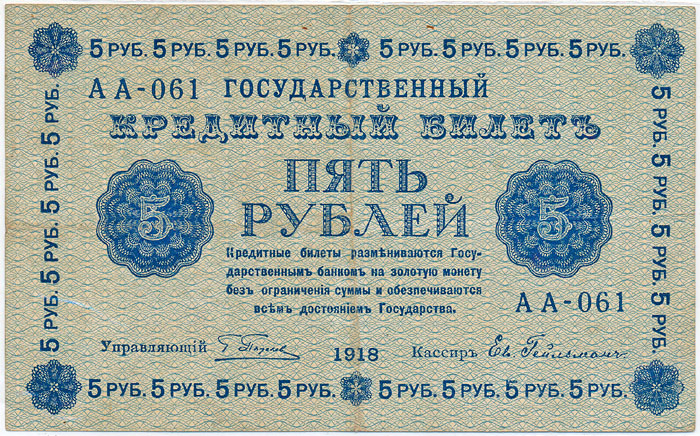 5 РУБ. 5 РУБ. 5 РУБ. 5 РУБ. 5 РУБ. 5 РУБ. 5 РУБ. 5 РУБ.
АА-061 ГОСУДАРСТВЕННЫЙ
КРЕДИТНЫЙ БИЛЕТЪ
ПЯТЬ
РУБЛЕЙ
5
5
Кредитные билеты размѣниваются Госу-
дарственнымъ банкомъ на золотую монету
безъ ограниченія суммы и обезпечиваются
всѣмъ достояніемъ Государства.
АА-061
Управляющій Г. Пятаков 1918 Кассиръ Ев. Гейльман
5 РУБ. 5 РУБ. 5 РУБ. 5 РУБ. 5 РУБ. 5 РУБ. 5 РУБ. 5 РУБ.
5 РУБ. 5 РУБ. 5 РУБ. 5 РУБ.
5 РУБ. 5 РУБ. 5 РУБ. 5 РУБ.